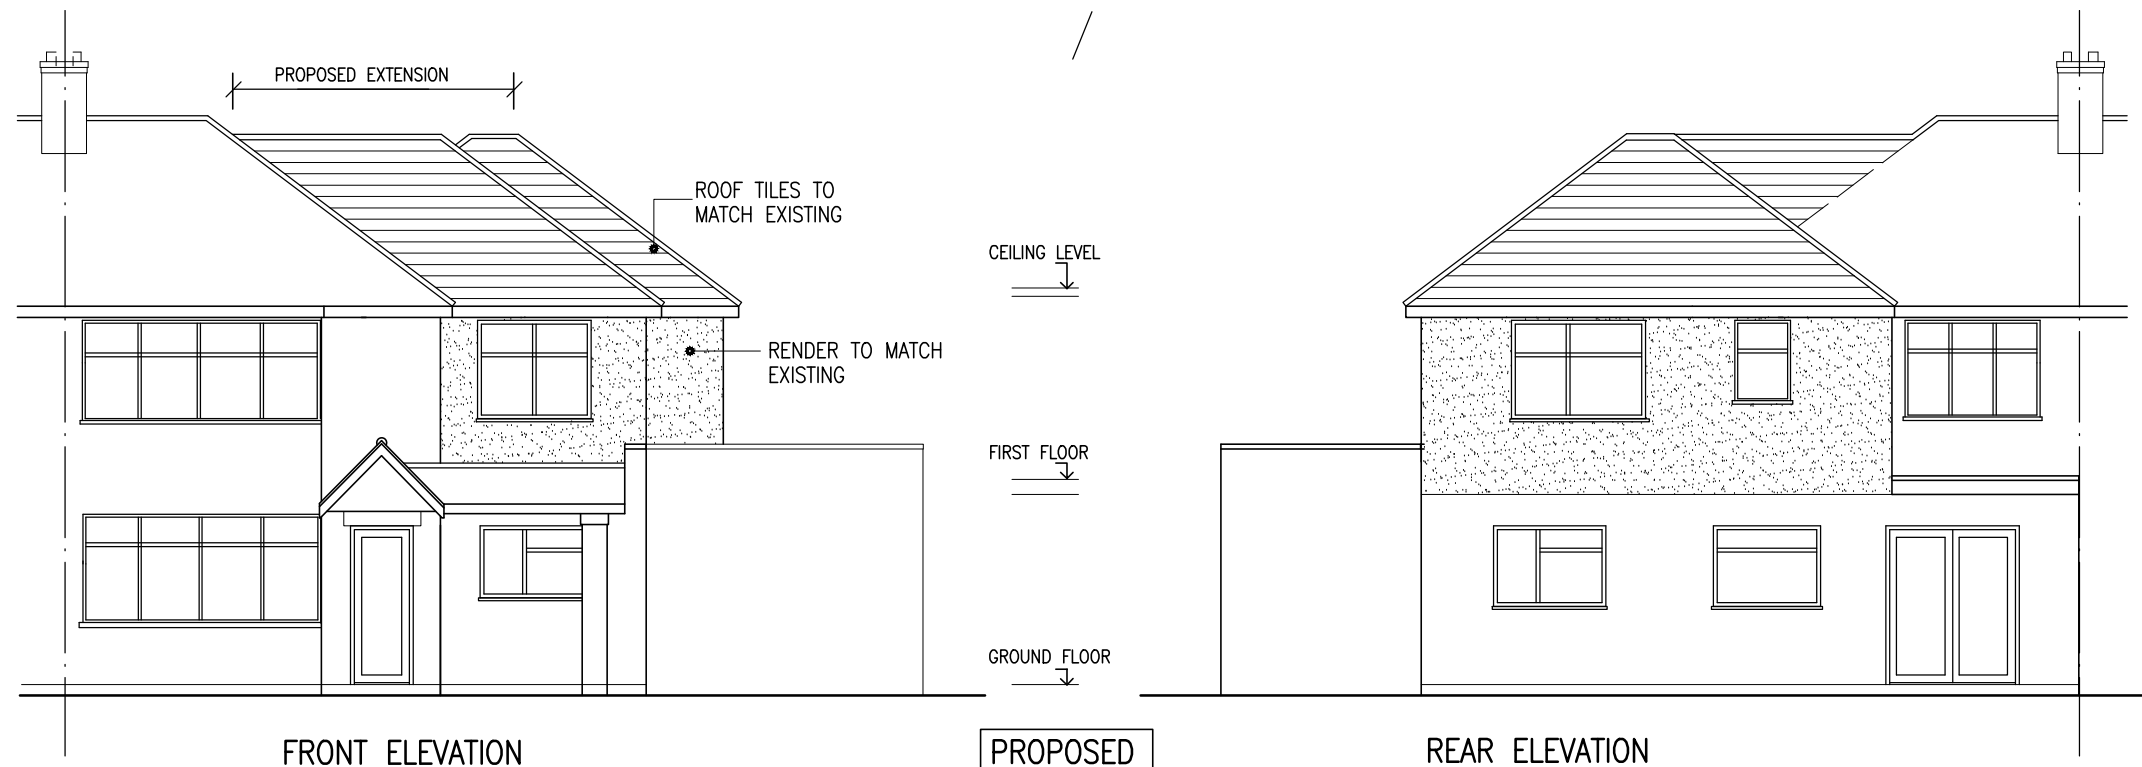 PROPOSED EXTENSION
ROOF TILES TO
MATCH EXISTING
CEILING LEVEL
RENDER TO MATCH
EXISTING
FIRST FLOOR
GROUND FLOOR
FRONT ELEVATION
PROPOSED
REAR ELEVATION